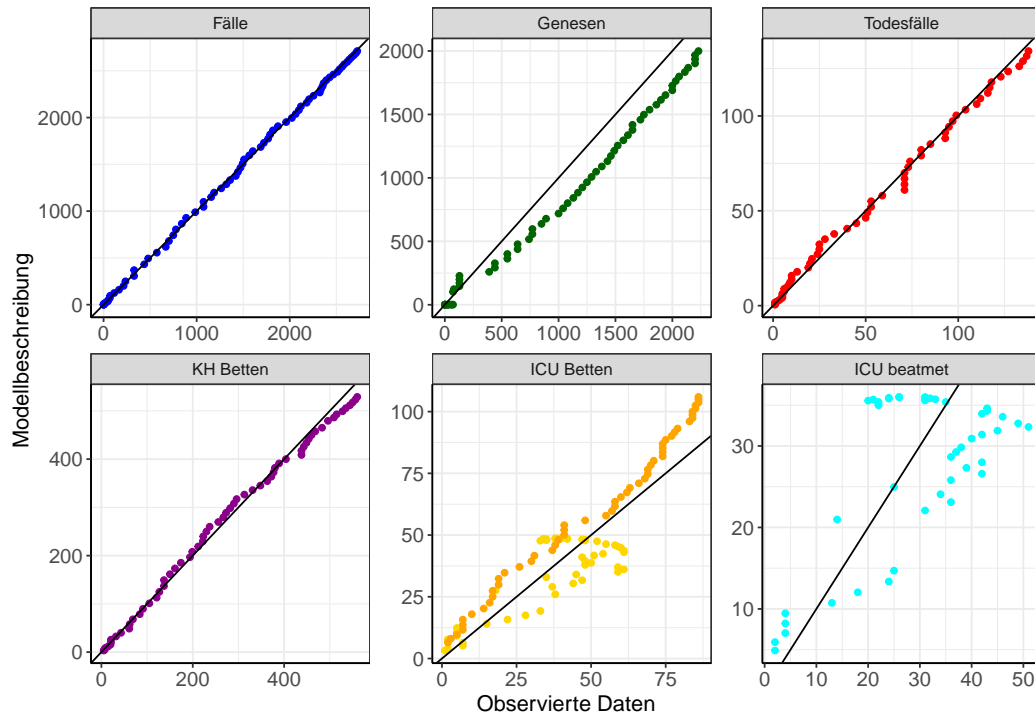 Fälle
Genesen
Todesfälle
2000
1000
0
0 1000 2000
2000
1500
1000
500
0
0 500 1000 1500 2000
100
50
0
0 50 100
Modellbeschreibung
KH Betten
ICU Betten
ICU beatmet
400
200
0
0 200 400
100
75
50
25
0
0 25 50 75
30
20
10
0 10 20 30 40 50
Observierte Daten